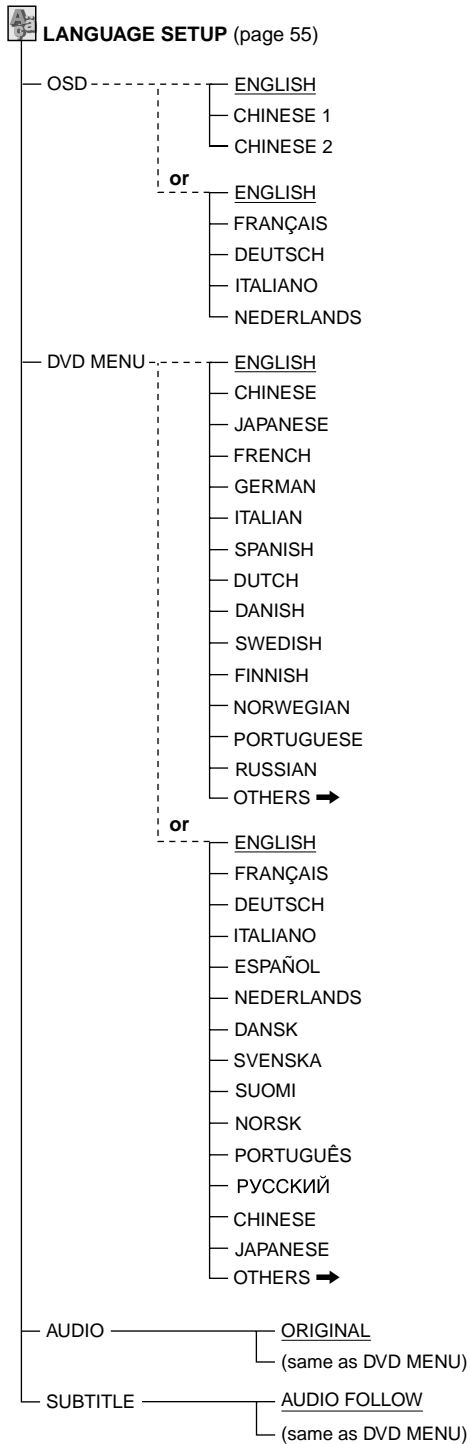 LANGUAGE SETUP (page 55)
OSD
ENGLISH
CHINESE 1
CHINESE 2
or
ENGLISH
FRANÇAIS
DEUTSCH
ITALIANO
NEDERLANDS
DVD MENU
ENGLISH
CHINESE
JAPANESE
FRENCH
GERMAN
ITALIAN
SPANISH
DUTCH
DANISH
SWEDISH
FINNISH
NORWEGIAN
PORTUGUESE
RUSSIAN
OTHERS ➡
or
ENGLISH
FRANÇAIS
DEUTSCH
ITALIANO
ESPAÑOL
NEDERLANDS
DANSK
SVENSKA
SUOMI
NORSK
PORTUGUÊS
РУССКИЙ
CHINESE
JAPANESE
OTHERS ➡
AUDIO
ORIGINAL
(same as DVD MENU)
SUBTITLE
AUDIO FOLLOW
(same as DVD MENU)